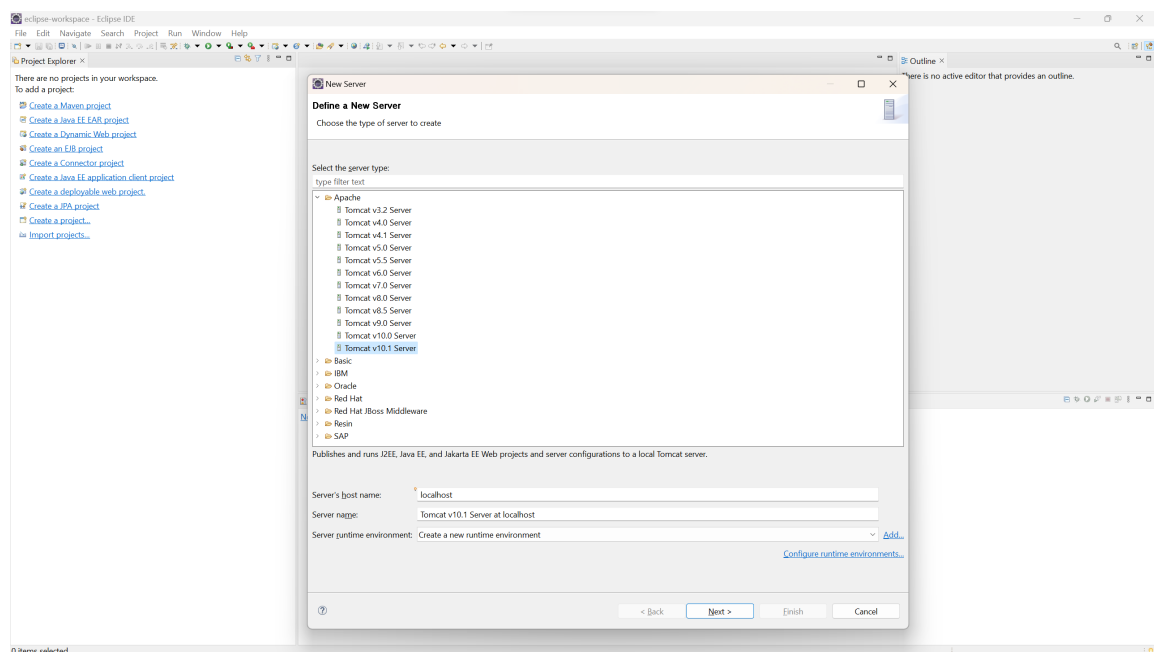 eclipse-workspace - Eclipse IDE
File Edit Navigate Search Project Run Window Help
Project Explorer
There are no projects in your workspace.
To add a project:
Create a Maven project
Create a Java EE EAR project
Create a Dynamic Web project
Create an EJB project
Create a Connector project
Create a Java EE application client project
Create a deployable web project.
Create a JPA project
Create a project...
Import projects...
Outline
there is no active editor that provides an outline.
New Server
Define a New Server
Choose the type of server to create
Select the server type:
type filter text
Apache
Tomcat v3.2 Server
Tomcat v4.0 Server
Tomcat v4.1 Server
Tomcat v5.0 Server
Tomcat v5.5 Server
Tomcat v6.0 Server
Tomcat v7.0 Server
Tomcat v8.0 Server
Tomcat v8.5 Server
Tomcat v9.0 Server
Tomcat v10.0 Server
Tomcat v10.1 Server
Basic
IBM
Oracle
Red Hat
Red Hat JBoss Middleware
Resin
SAP
Publishes and runs J2EE, Java EE, and Jakarta EE Web projects and server configurations to a local Tomcat server.
Server's host name: localhost
Server name: Tomcat v10.1 Server at localhost
Server runtime environment: Create a new runtime environment Add...
Configure runtime environments...
< Back Next > Finish Cancel
0 items selected